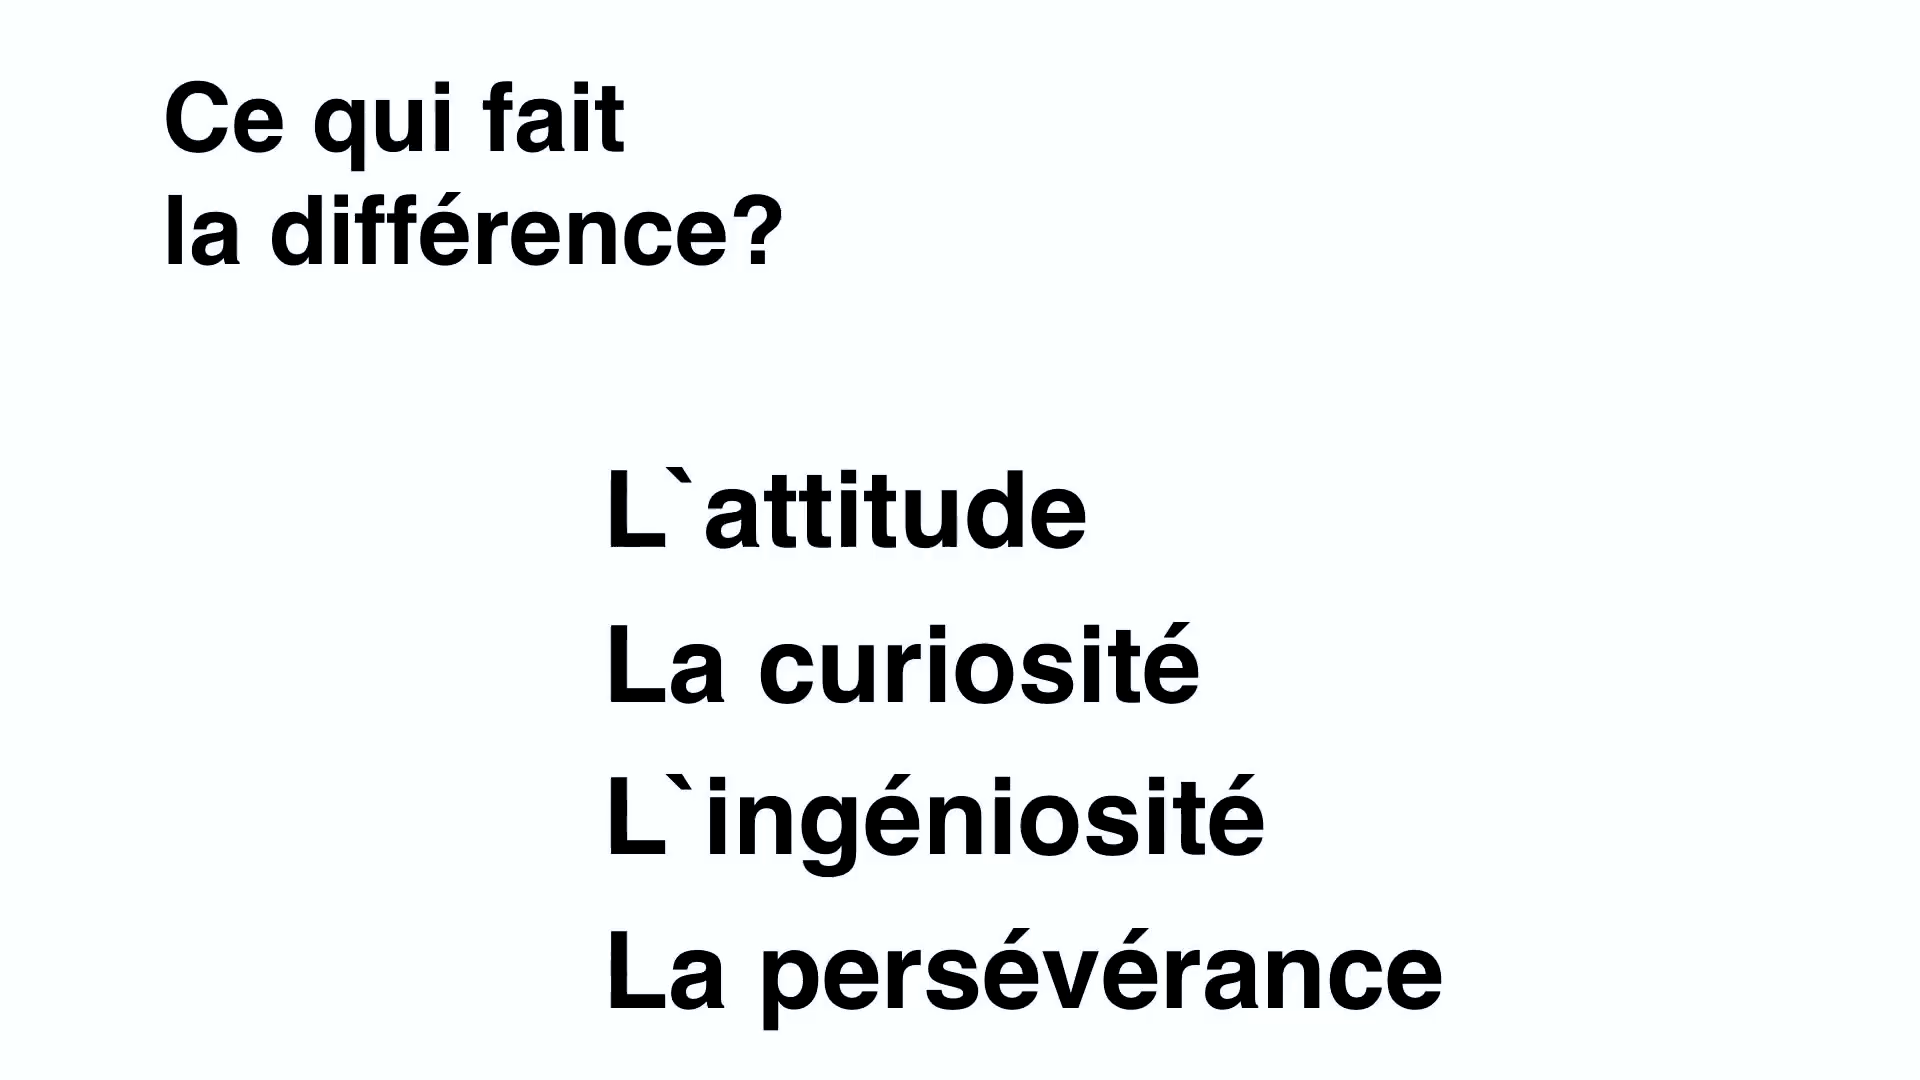 Ce qui fait
la différence?
L`attitude
La curiosité
L`ingéniosité
La persévérance